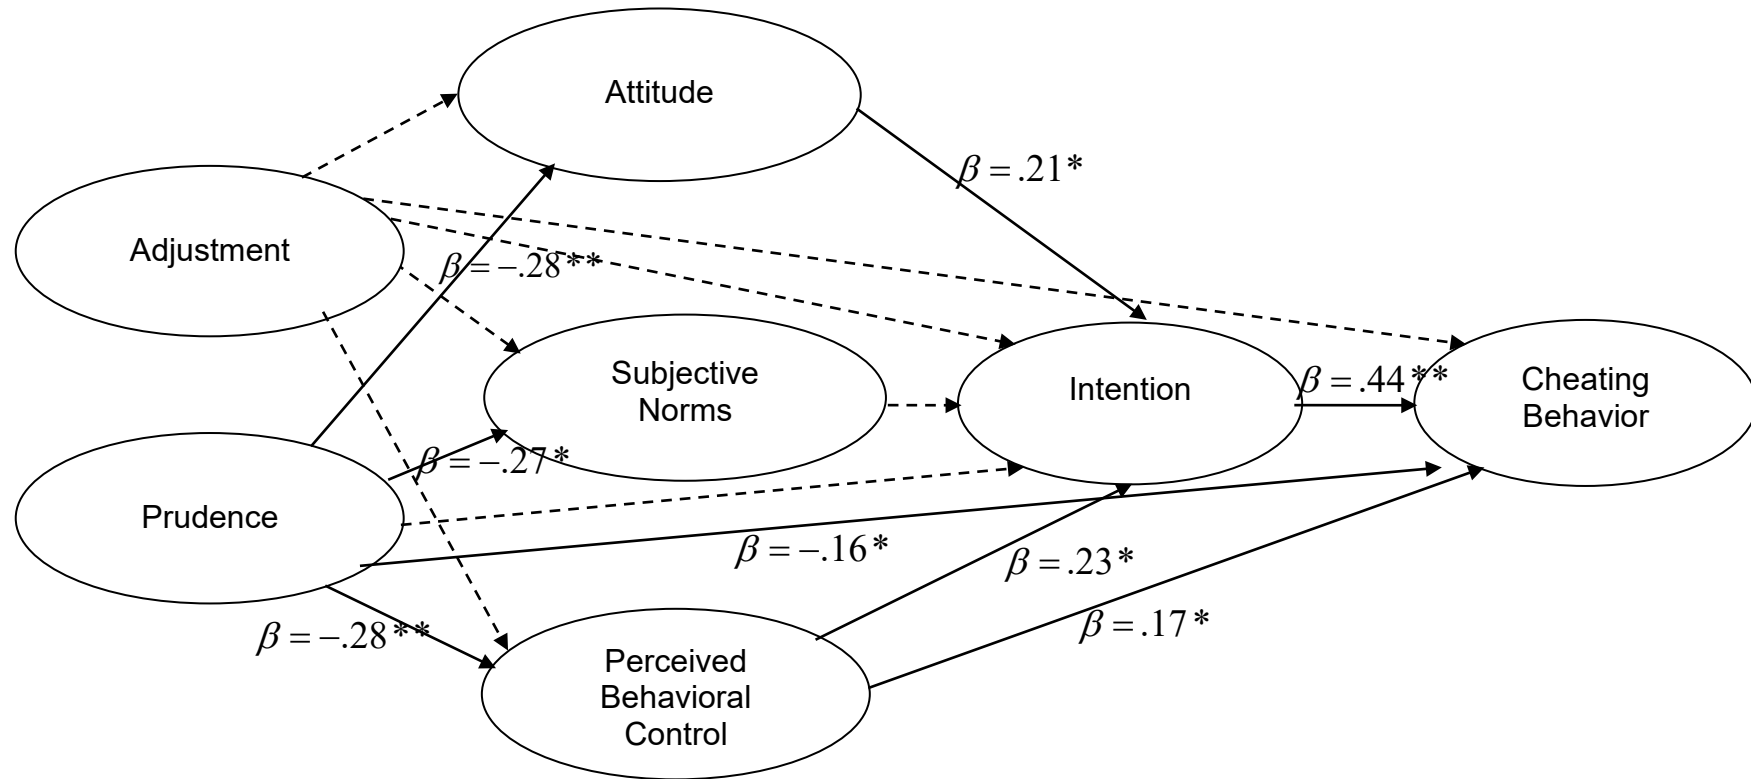 Attitude
β = .21*
Adjustment
β = −.28**
Subjective
Norms
Intention
β = .44**
Cheating
Behavior
β = −.27*
Prudence
β = −.16*
β = .23*
β = −.28**
β = .17*
Perceived
Behavioral
Control